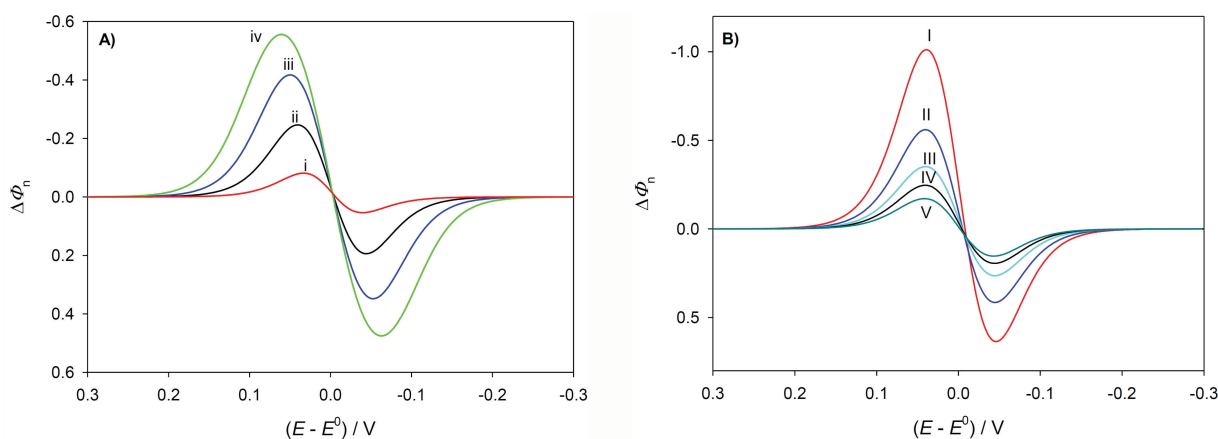 A)
-0.6
-0.4
-0.2
0.0
0.2
0.4
0.6
ΔΦn
iv
iii
ii
i
0.3 0.2 0.1 0.0 -0.1 -0.2 -0.3
(E - E⁰) / V
B)
-1.0
-0.5
0.0
0.5
ΔΦn
I
II
III
IV
V
0.3 0.2 0.1 0.0 -0.1 -0.2 -0.3
(E - E⁰) / V